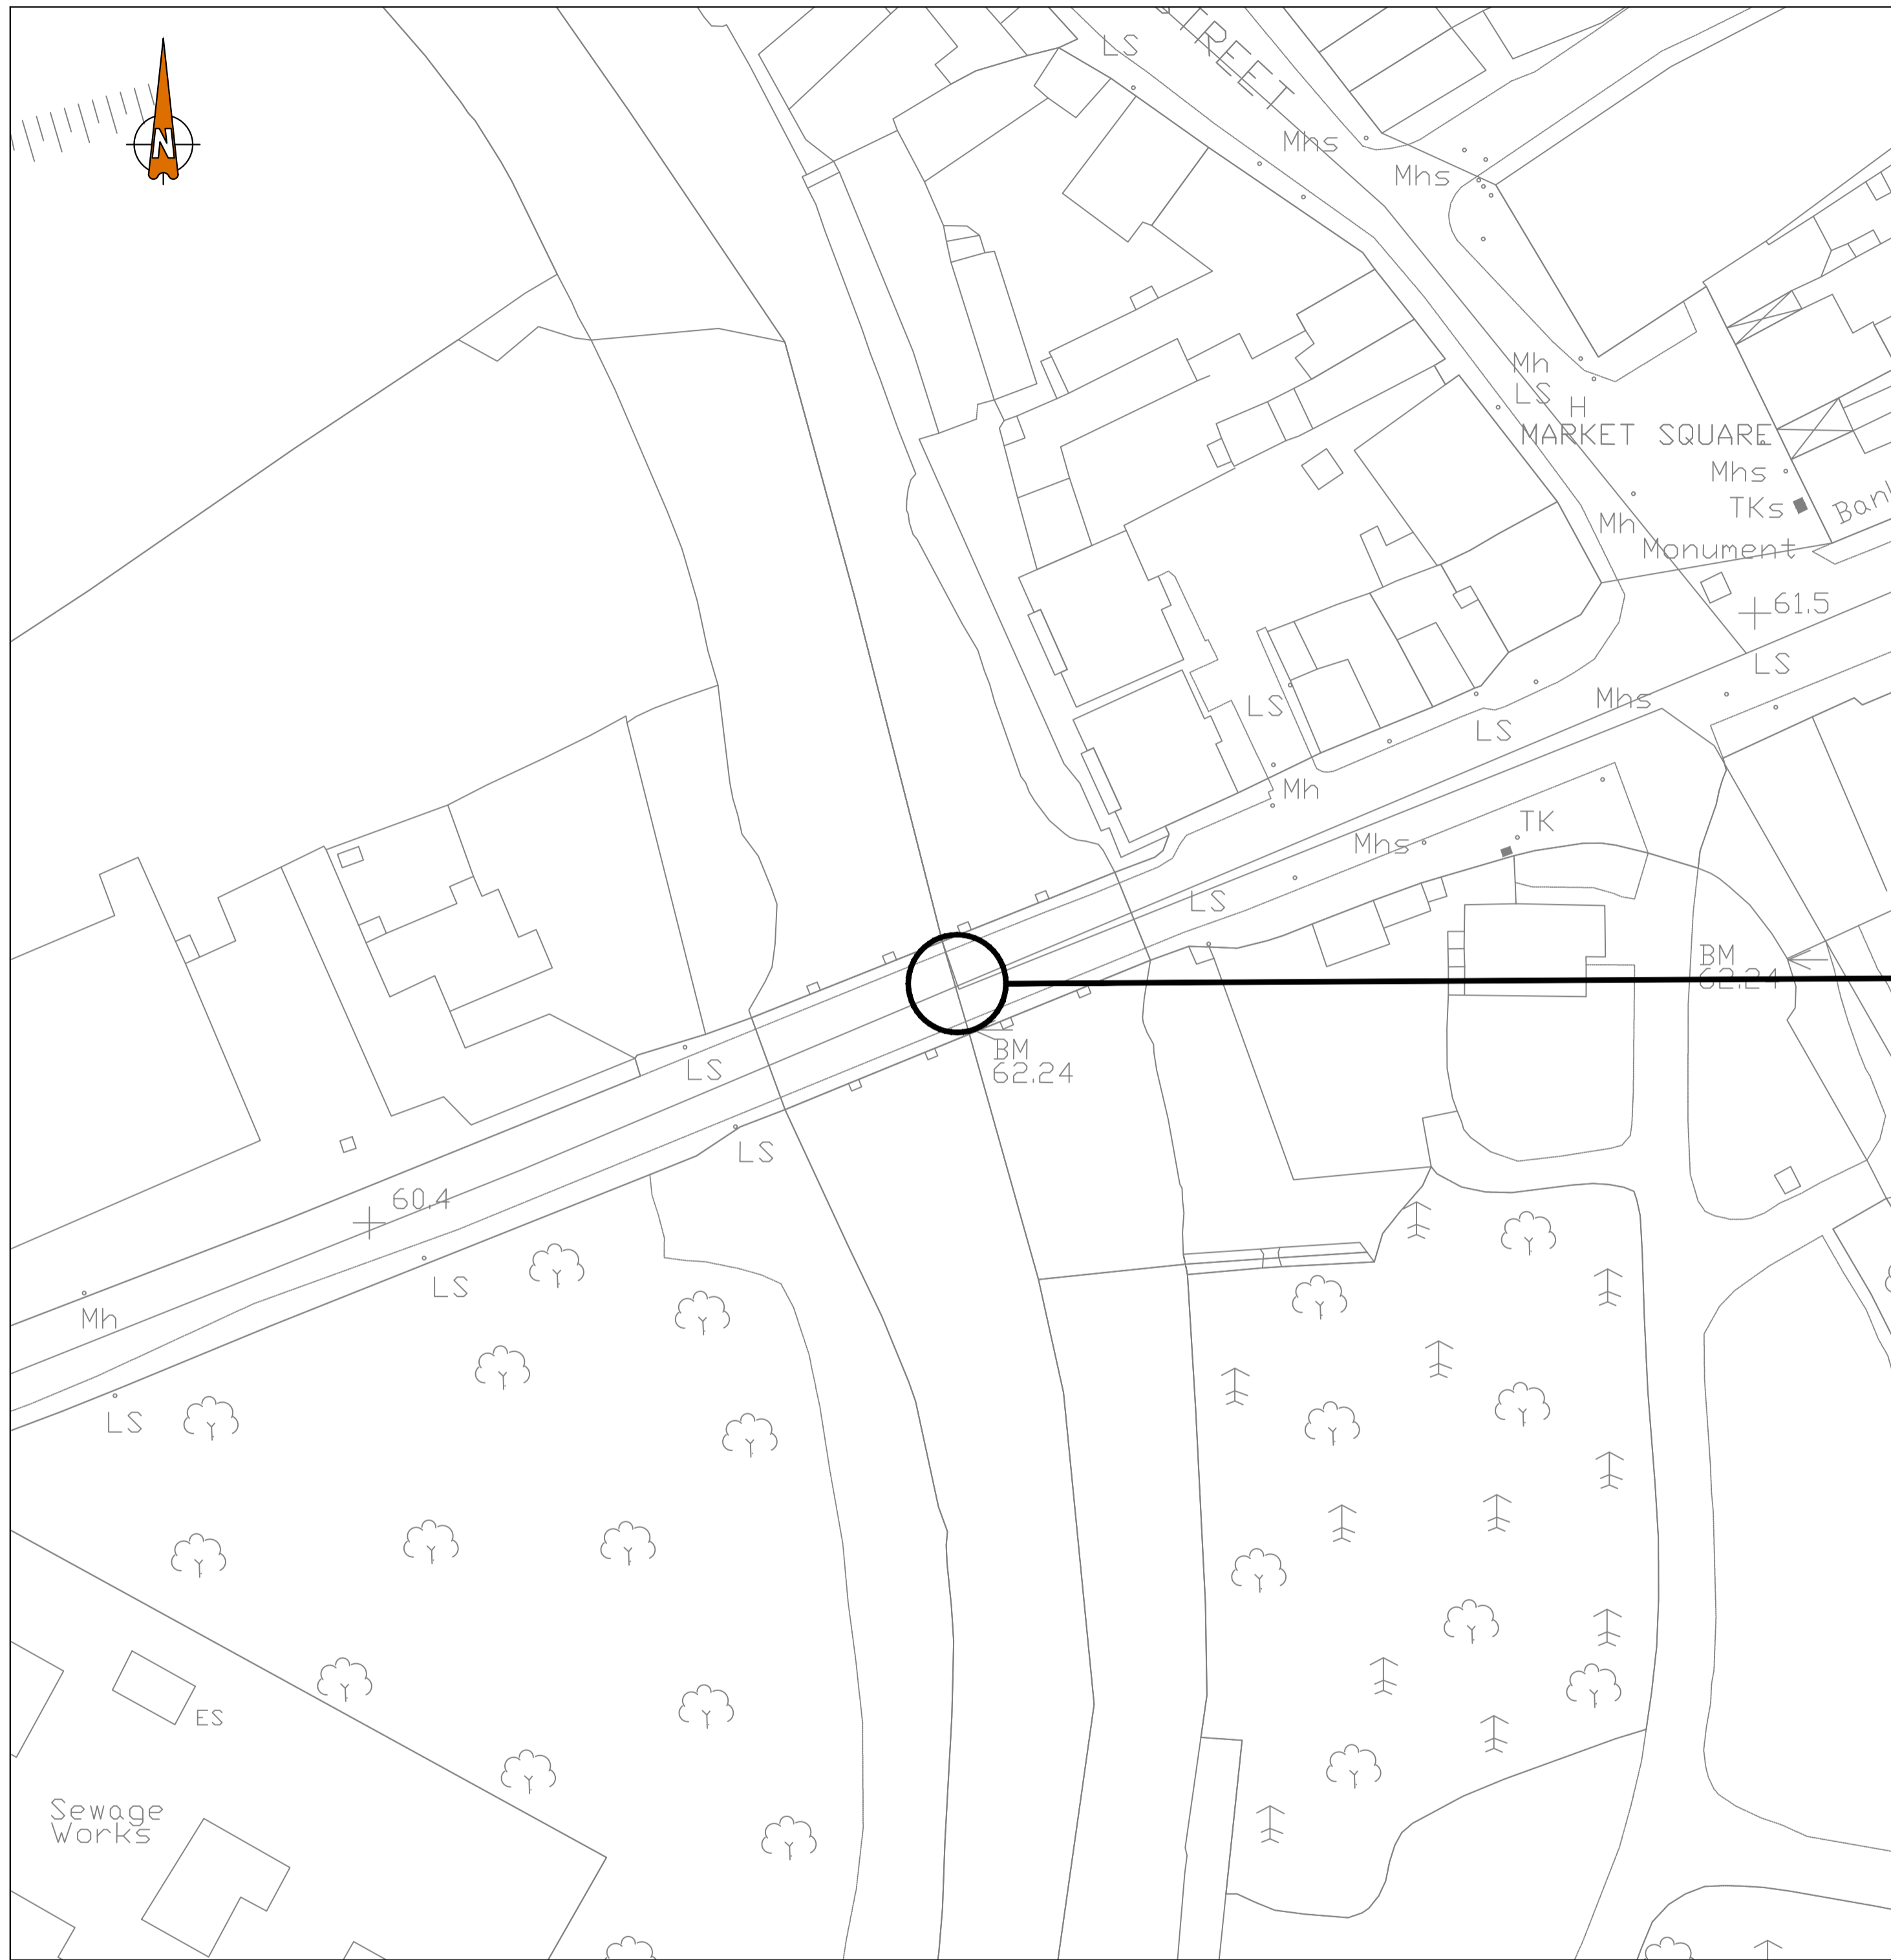 N
LS
TREET
Mhs
Mhs
Mh
LS
H
MARKET SQUARE
Mhs
TKs
Mh
Monument
61.5
LS
Mhs
LS
LS
Mh
TK
Mhs
LS
BM
62.24
BM
62.24
LS
LS
60.4
LS
Mh
LS
ES
Sewage
Works